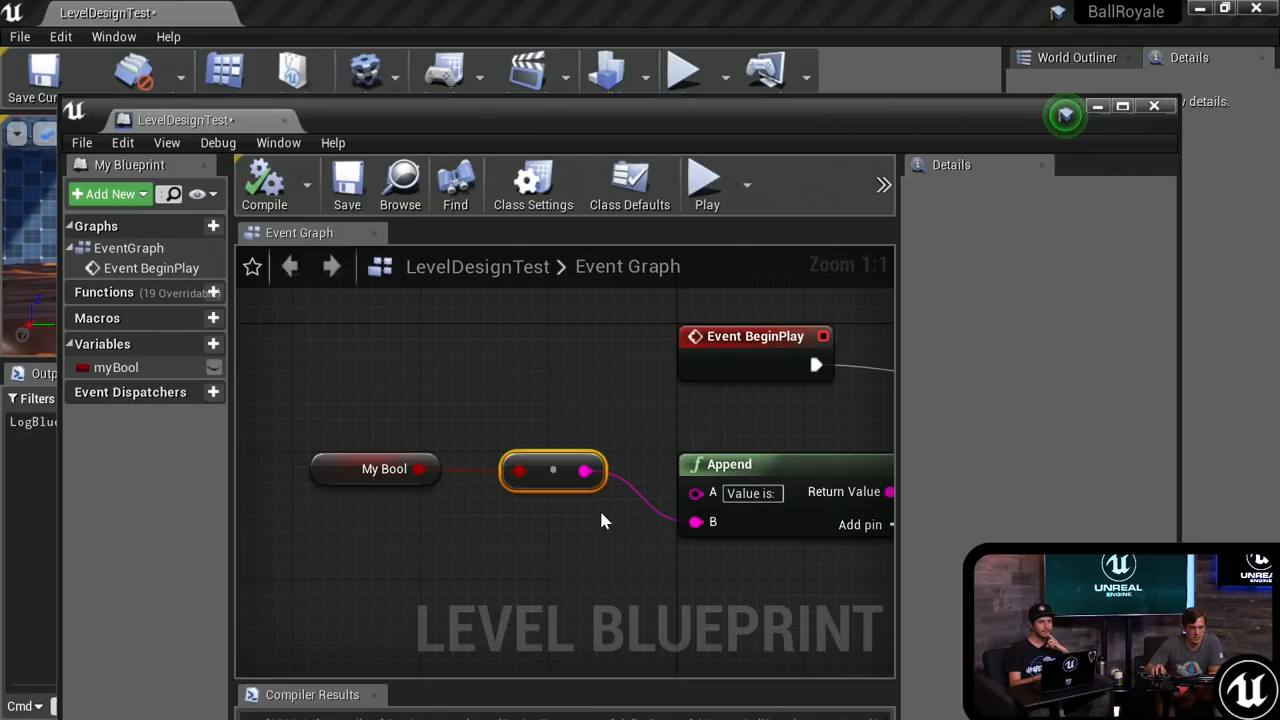 LevelDesignTest*
BallRoyale
File Edit Window Help
World Outliner
Details
Save Cur
LevelDesignTest*
details.
File Edit View Debug Window Help
My Blueprint
Details
Add New
Compile
Save
Browse
Find
Class Settings
Class Defaults
Play
Graphs
Event Graph
EventGraph
LevelDesignTest > Event Graph
Zoom 1:1
Event BeginPlay
Functions (19 Overridab
Macros
Event BeginPlay
Variables
myBool
Outp
Event Dispatchers
Filters
LogBlue
My Bool
Append
A Value is: Return Value
B Add pin
LEVEL BLUEPRINT
UNREAL
ENGINE
UNRE
Cmd
Compiler Results